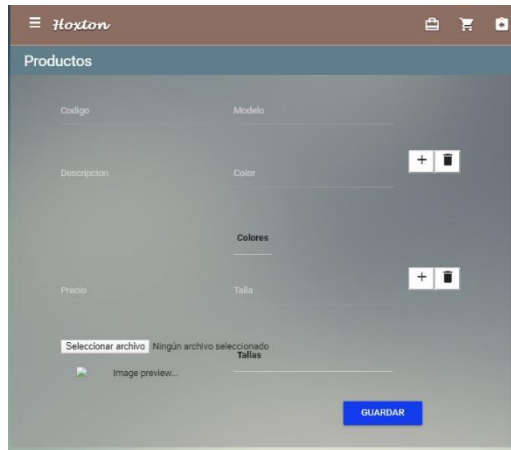 Hoxton
Productos
Codigo Modelo
Descripcion Color
Colores
Precio Talla
Seleccionar archivo Ningún archivo seleccionado
Tallas
Image preview...
GUARDAR